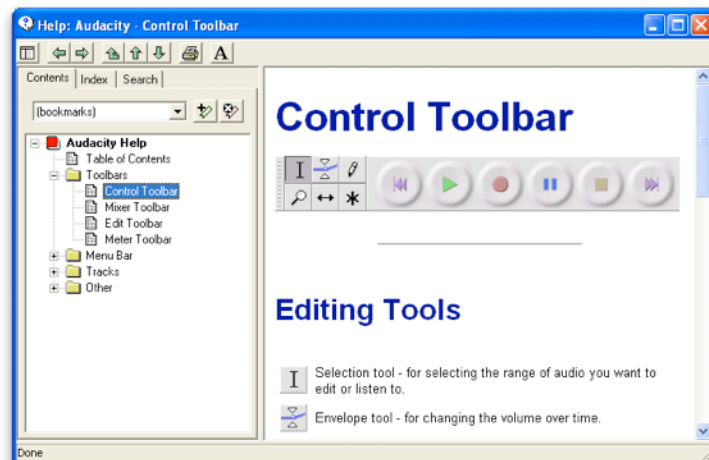 Help: Audacity - Control Toolbar
A
Contents Index Search
(bookmarks)
Audacity Help
Table of Contents
Toolbars
Control Toolbar
Mixer Toolbar
Edit Toolbar
Meter Toolbar
Menu Bar
Tracks
Other
Control Toolbar
Editing Tools
Selection tool - for selecting the range of audio you want to
edit or listen to.
Envelope tool - for changing the volume over time.
Done